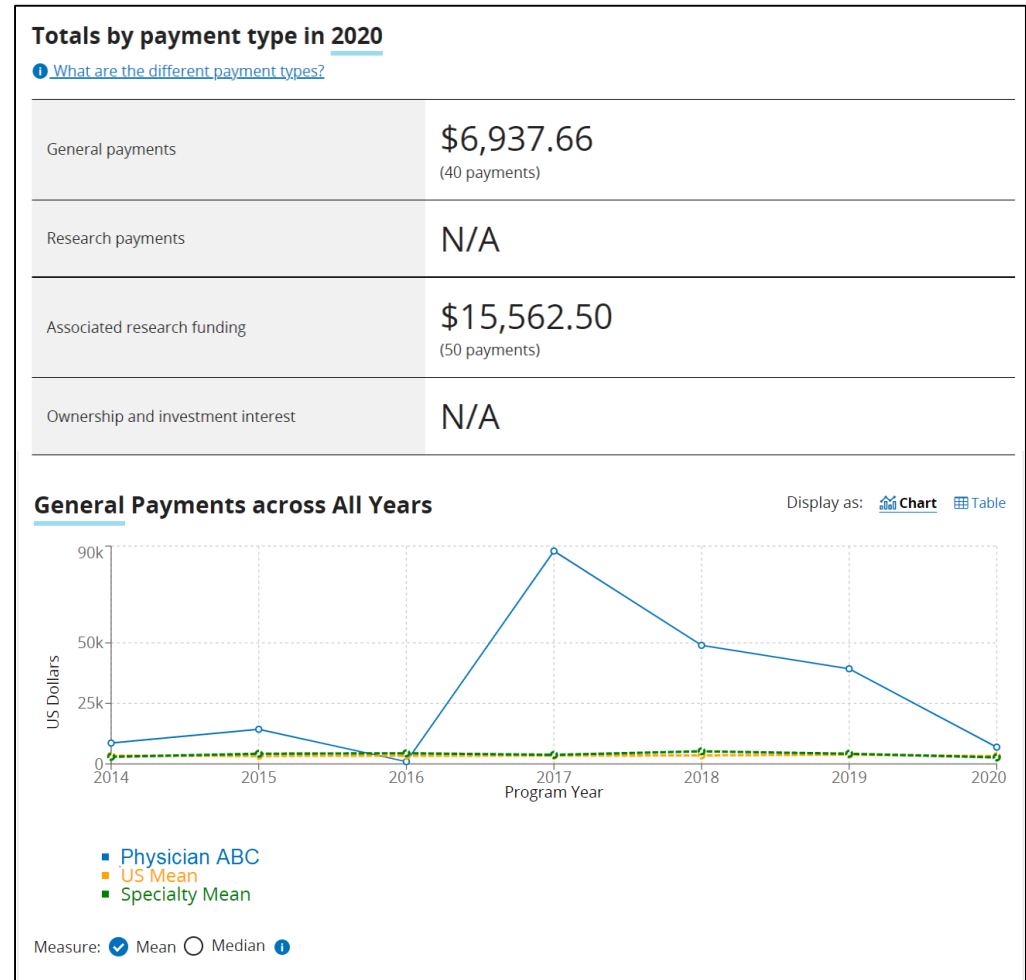 Totals by payment type in 2020
What are the different payment types?
General payments
$6,937.66
(40 payments)
Research payments
N/A
Associated research funding
$15,562.50
(50 payments)
Ownership and investment interest
N/A
General Payments across All Years
Display as: Chart Table
90k
50k
25k
0
US Dollars
2014 2015 2016 2017 2018 2019 2020
Program Year
Physician ABC
US Mean
Specialty Mean
Measure: Mean Median